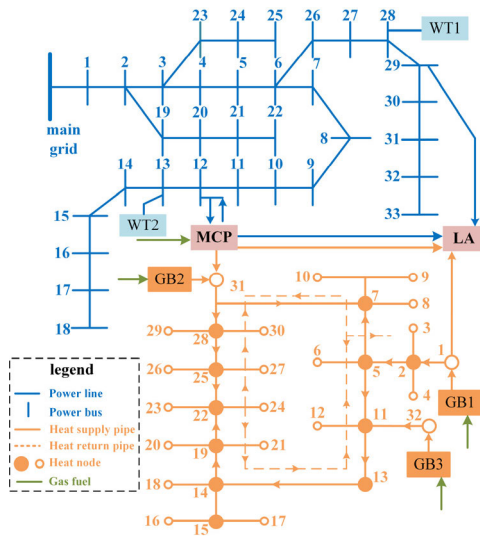 23 24 25 26 27 28
WT1
1 2 3 4 5 6 7
29
main
grid
19 20 21 22
30
8
31
14 13 12 11 10 9
32
33
15
WT2
MCP
LA
16
GB2
31
10 9
17
7
8
18
29 28 30
3
6 5 2 1
legend
Power line
Power bus
Heat supply pipe
Heat return pipe
Heat node
Gas fuel
26 25 27
4
GB1
23 22 24
12 11 32
20 19 21
GB3
18 14 13
16 15 17